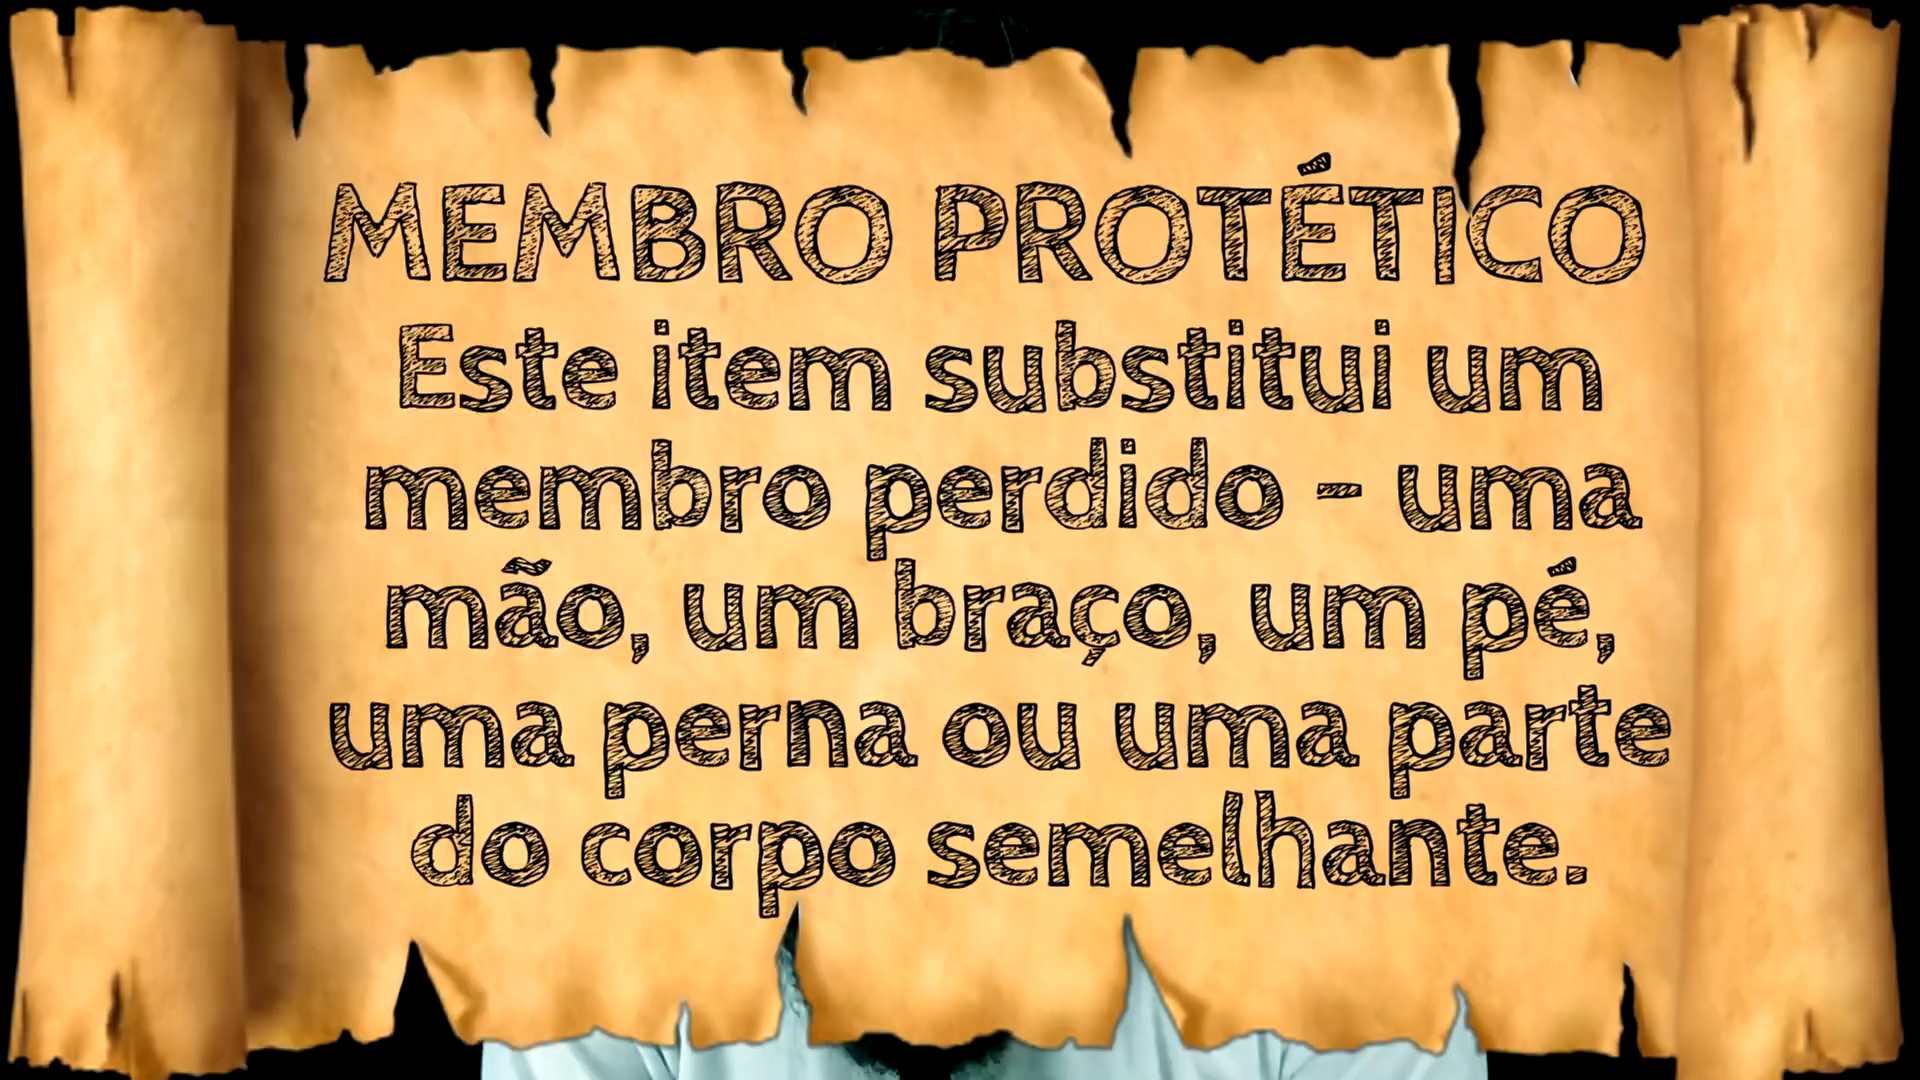 MEMBRO PROTÉTICO
Este item substitui um
membro perdido - uma
mão, um braço, um pé,
uma perna ou uma parte
do corpo semelhante.